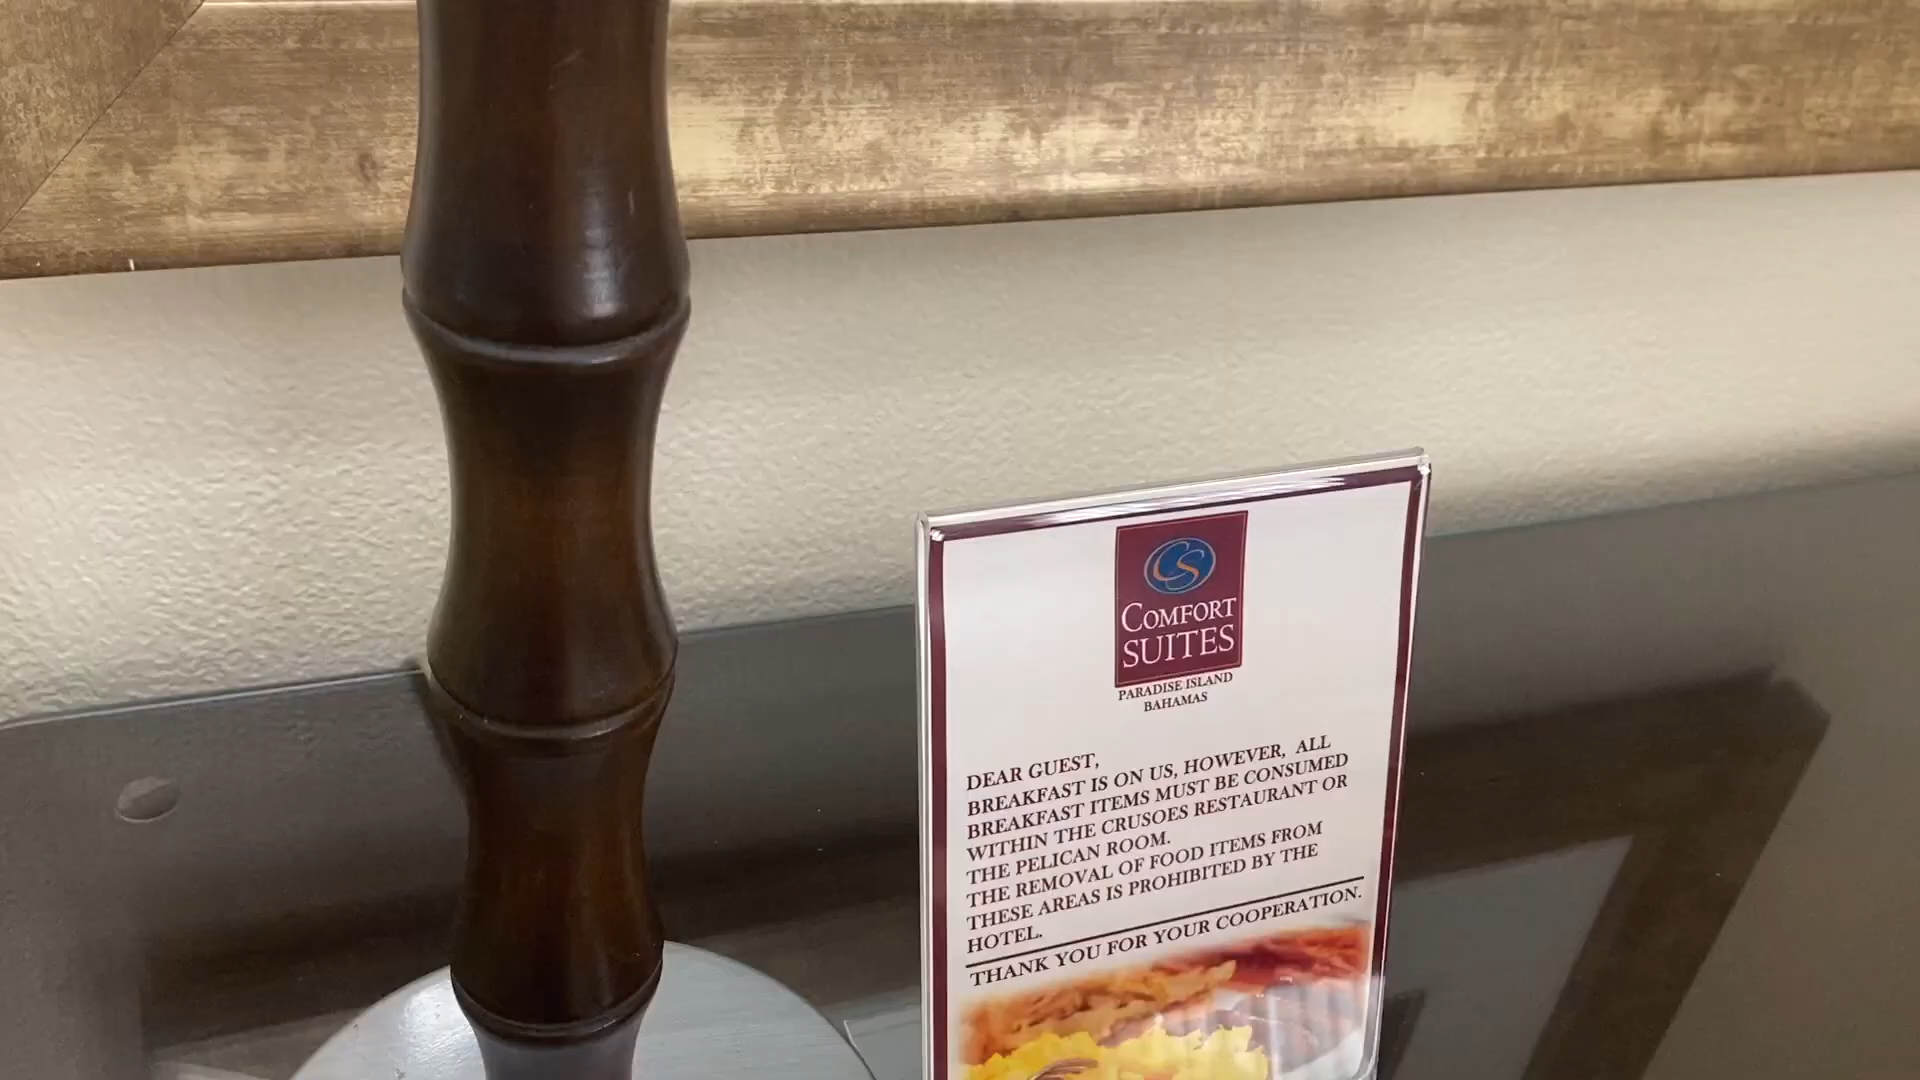 CS
COMFORT
SUITES
PARADISE ISLAND
BAHAMAS
DEAR GUEST,
BREAKFAST IS ON US, HOWEVER, ALL
BREAKFAST ITEMS MUST BE CONSUMED
WITHIN THE CRUSOES RESTAURANT OR
THE PELICAN ROOM.
THE REMOVAL OF FOOD ITEMS FROM
THESE AREAS IS PROHIBITED BY THE
HOTEL.
THANK YOU FOR YOUR COOPERATION.